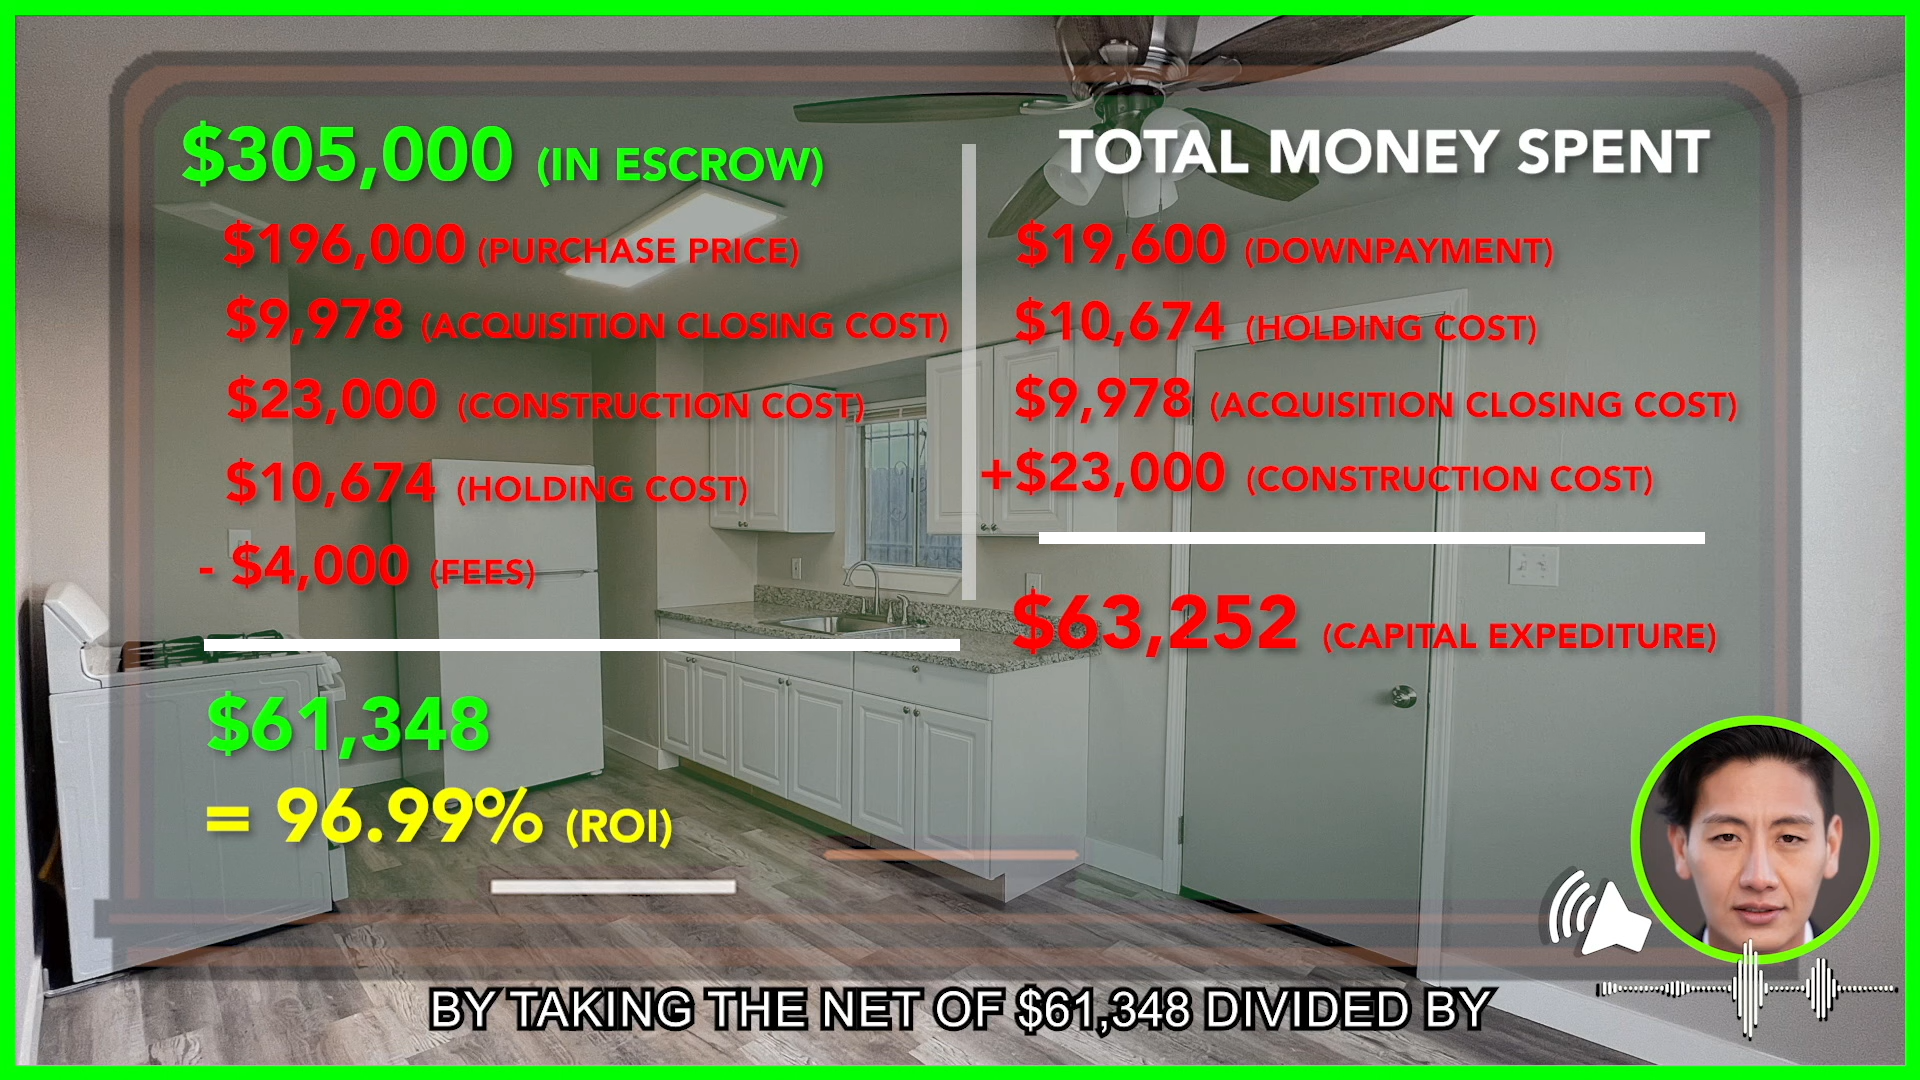 $305,000 (IN ESCROW)
$196,000 (PURCHASE PRICE)
$9,978 (ACQUISITION CLOSING COST)
$23,000 (CONSTRUCTION COST)
$10,674 (HOLDING COST)
- $4,000 (FEES)
$61,348
= 96.99% (ROI)
TOTAL MONEY SPENT
$19,600 (DOWNPAYMENT)
$10,674 (HOLDING COST)
$9,978 (ACQUISITION CLOSING COST)
+$23,000 (CONSTRUCTION COST)
$63,252 (CAPITAL EXPEDITURE)
BY TAKING THE NET OF $61,348 DIVIDED BY